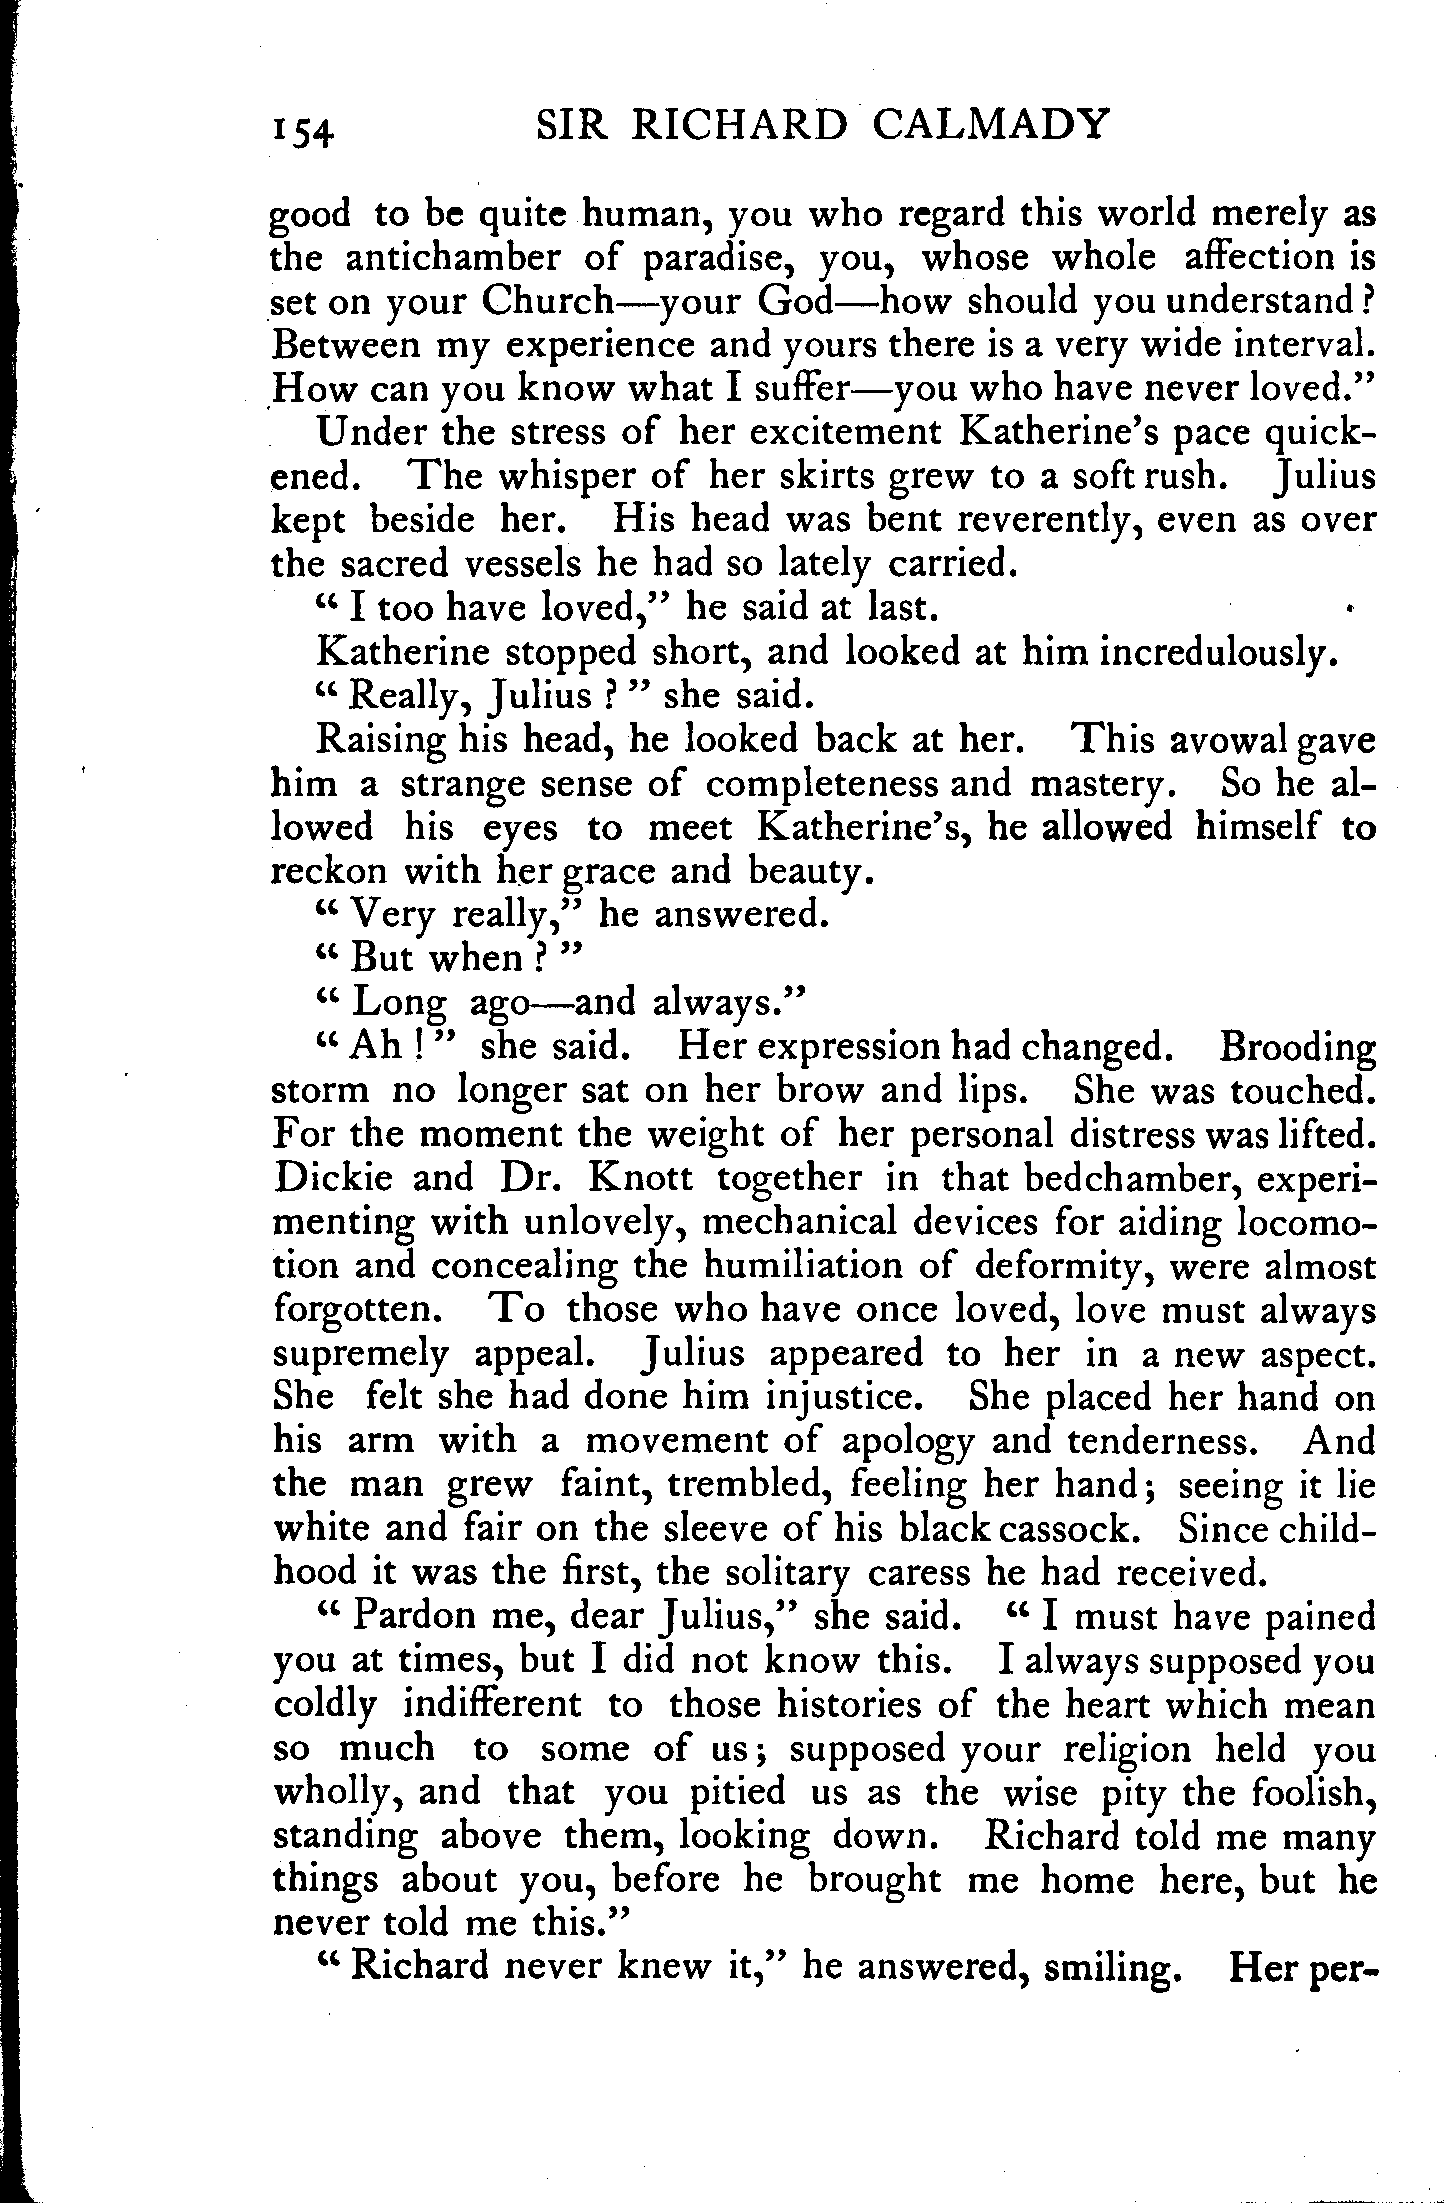 154 SIR RICHARD CALMADY
good to be quite human, you who regard this world merely as
the antichamber of paradise, you, whose whole affection is
set on your Church—your God—how should you understand?
Between my experience and yours there is a very wide interval.
How can you know what I suffer—you who have never loved."
Under the stress of her excitement Katherine's pace quick-
ened. The whisper of her skirts grew to a soft rush. Julius
kept beside her. His head was bent reverently, even as over
the sacred vessels he had so lately carried.
"I too have loved," he said at last.
Katherine stopped short, and looked at him incredulously.
"Really, Julius?" she said.
Raising his head, he looked back at her. This avowal gave
him a strange sense of completeness and mastery. So he al-
lowed his eyes to meet Katherine's, he allowed himself to
reckon with her grace and beauty.
"Very really," he answered.
"But when?"
"Long ago—and always."
"Ah!" she said. Her expression had changed. Brooding
storm no longer sat on her brow and lips. She was touched.
For the moment the weight of her personal distress was lifted.
Dickie and Dr. Knott together in that bedchamber, experi-
menting with unlovely, mechanical devices for aiding locomo-
tion and concealing the humiliation of deformity, were almost
forgotten. To those who have once loved, love must always
supremely appeal. Julius appeared to her in a new aspect.
She felt she had done him injustice. She placed her hand on
his arm with a movement of apology and tenderness. And
the man grew faint, trembled, feeling her hand; seeing it lie
white and fair on the sleeve of his black cassock. Since child-
hood it was the first, the solitary caress he had received.
"Pardon me, dear Julius," she said. "I must have pained
you at times, but I did not know this. I always supposed you
coldly indifferent to those histories of the heart which mean
so much to some of us; supposed your religion held you
wholly, and that you pitied us as the wise pity the foolish,
standing above them, looking down. Richard told me many
things about you, before he brought me home here, but he
never told me this."
"Richard never knew it," he answered, smiling. Her per-